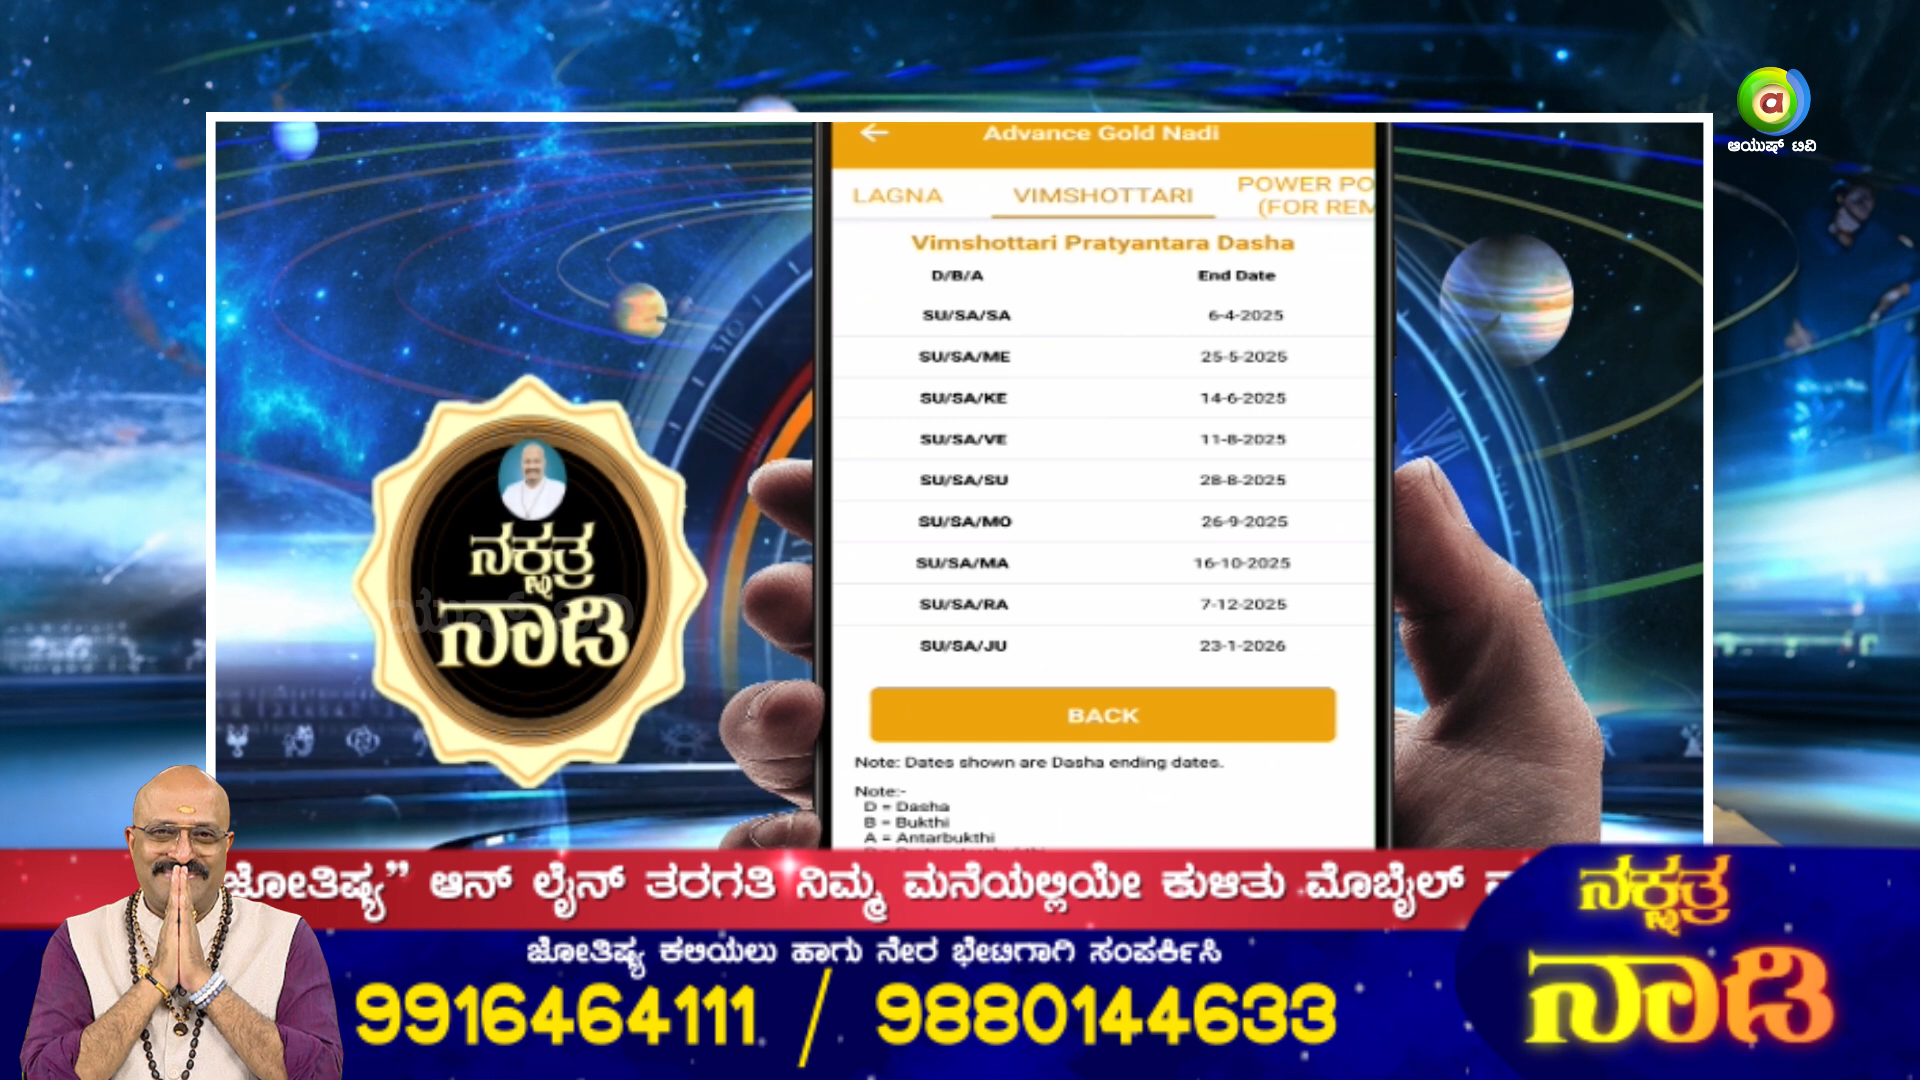 ಆಯುಷ್ ಟಿವಿ
Advance Gold Nadi
LAGNA VIMSHOTTARI POWER PO
(FOR REM
Vimshottari Pratyantara Dasha
D/B/A End Date
SU/SA/SA 6-4-2025
SU/SA/ME 25-5-2025
SU/SA/KE 14-6-2025
SU/SA/VE 11-8-2025
SU/SA/SU 28-8-2025
SU/SA/MO 26-9-2025
SU/SA/MA 16-10-2025
SU/SA/RA 7-12-2025
SU/SA/JU 23-1-2026
BACK
Note: Dates shown are Dasha ending dates.
Note:-
D = Dasha
B = Bukthi
A = Antarbukthi
ನಕ್ಷತ್ರ
ನಾಡಿ
ಜೋತಿಷ್ಯ” ಆನ್ ಲೈನ್ ತರಗತಿ ನಿಮ್ಮ ಮನೆಯಲ್ಲಿಯೇ ಕುಳಿತು ಮೊಬೈಲ್
ಜೋತಿಷ್ಯ ಕಲಿಯಲು ಹಾಗು ನೇರ ಭೇಟಿಗಾಗಿ ಸಂಪರ್ಕಿಸಿ
9916464111 / 9880144633
ನಕ್ಷತ್ರ
ನಾಡಿ